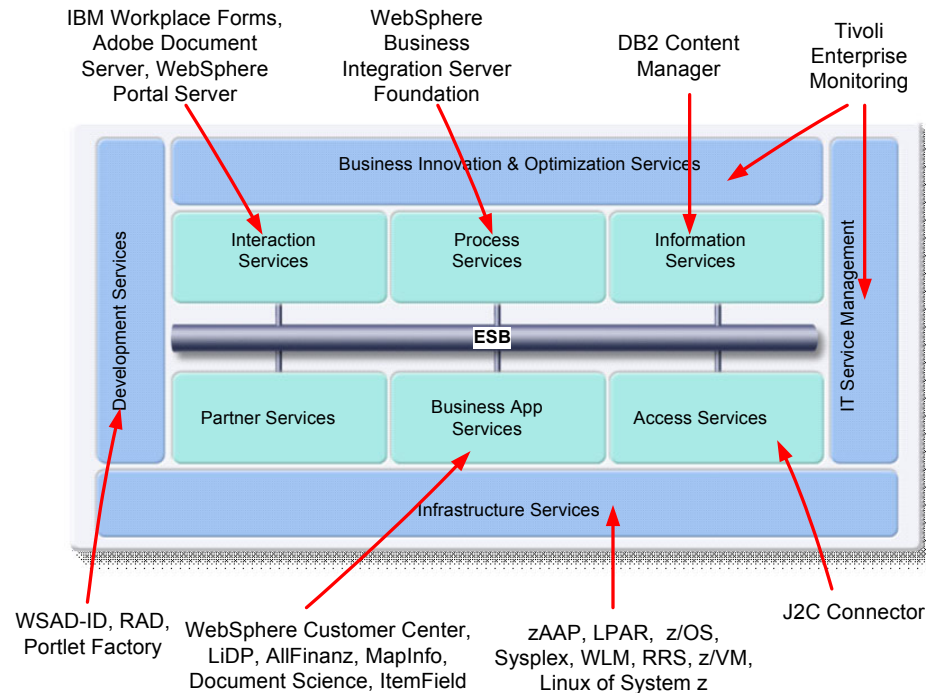 IBM Workplace Forms,
Adobe Document
Server, WebSphere
Portal Server
WebSphere
Business
Integration Server
Foundation
DB2 Content
Manager
Tivoli
Enterprise
Monitoring
Business Innovation & Optimization Services
Development Services
Interaction
Services
Process
Services
Information
Services
IT Service Management
ESB
Partner Services
Business App
Services
Access Services
Infrastructure Services
WSAD-ID, RAD,
Portlet Factory
WebSphere Customer Center,
LiDP, AllFinanz, MapInfo,
Document Science, ItemField
zAAP, LPAR, z/OS,
Sysplex, WLM, RRS, z/VM,
Linux of System z
J2C Connector